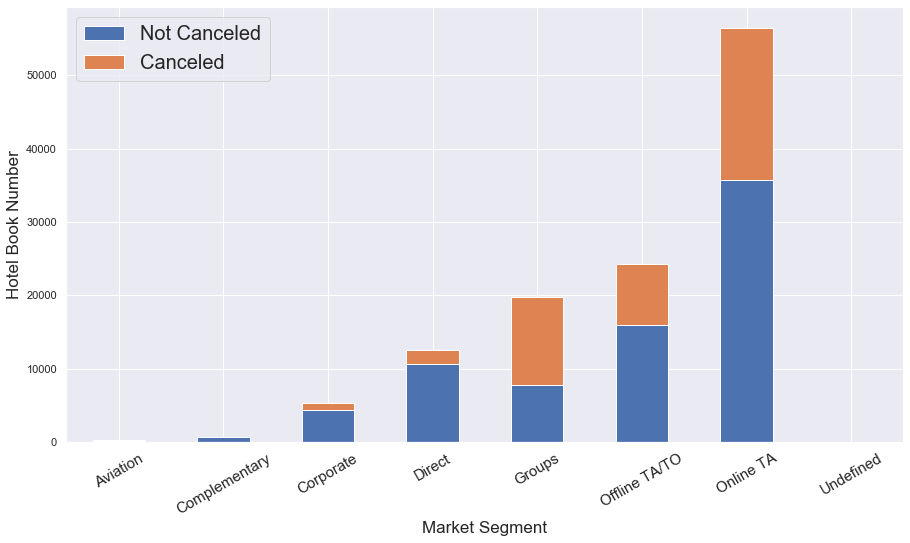 Not Canceled
Canceled
Hotel Book Number
50000
40000
30000
20000
10000
0
Aviation
Complementary
Corporate
Direct
Groups
Offline TA/TO
Online TA
Undefined
Market Segment